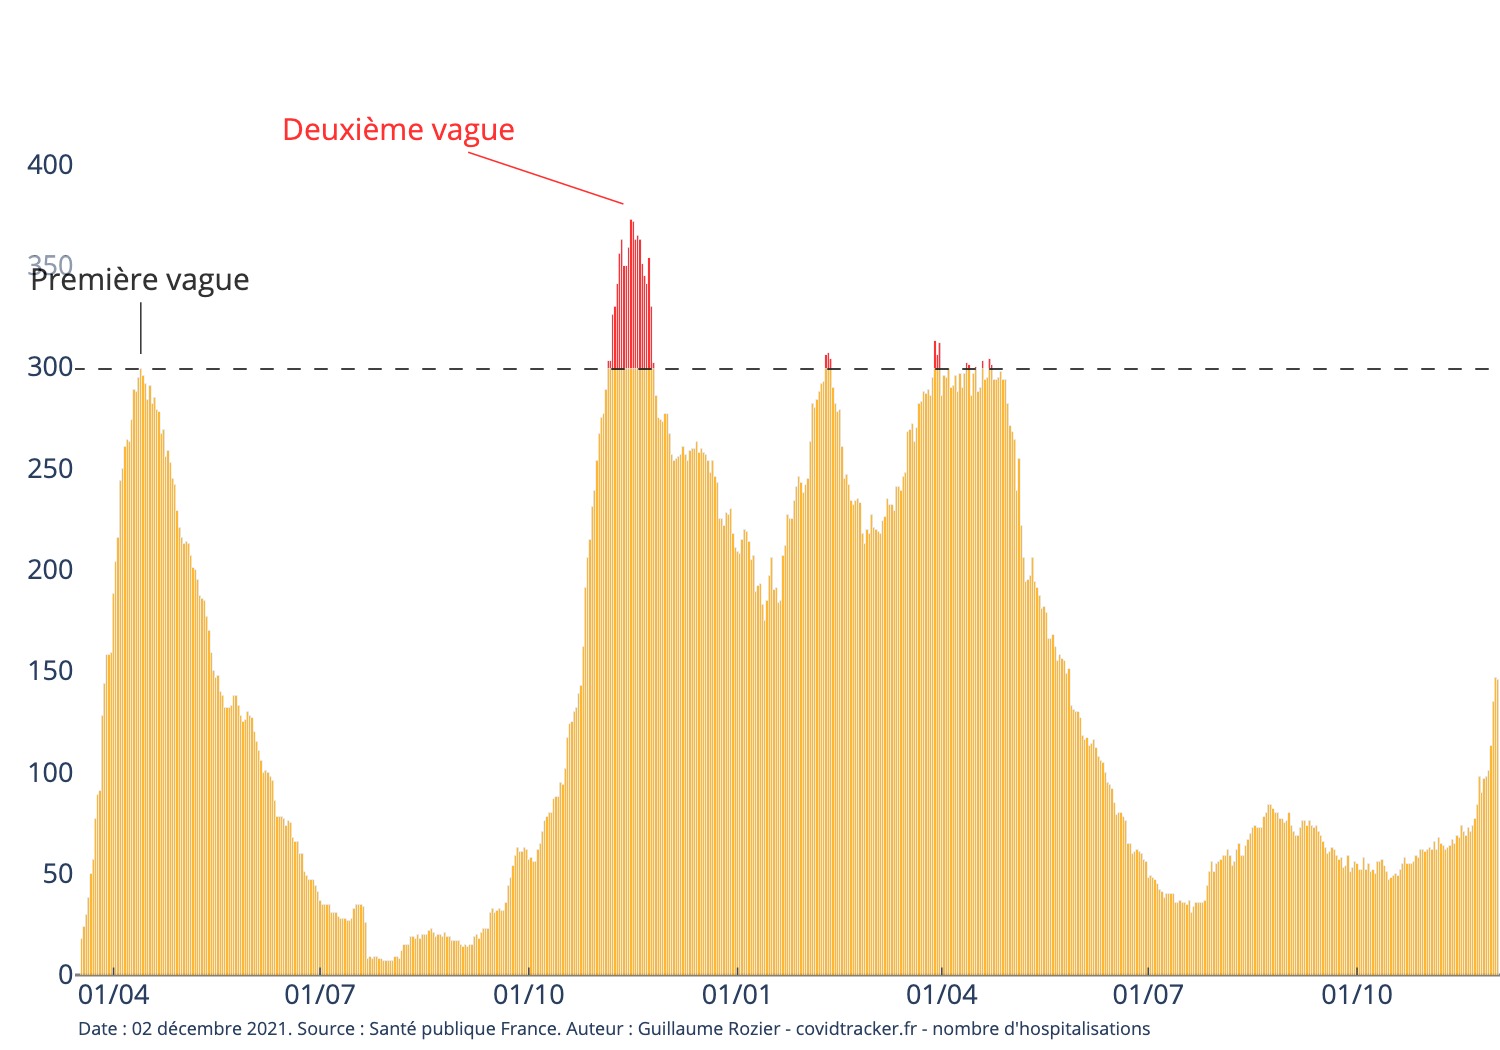 Deuxième vague
400
350
Première vague
300
250
200
150
100
50
0
01/04 01/07 01/10 01/01 01/04 01/07 01/10
Date : 02 décembre 2021. Source : Santé publique France. Auteur : Guillaume Rozier - covidtracker.fr - nombre d'hospitalisations